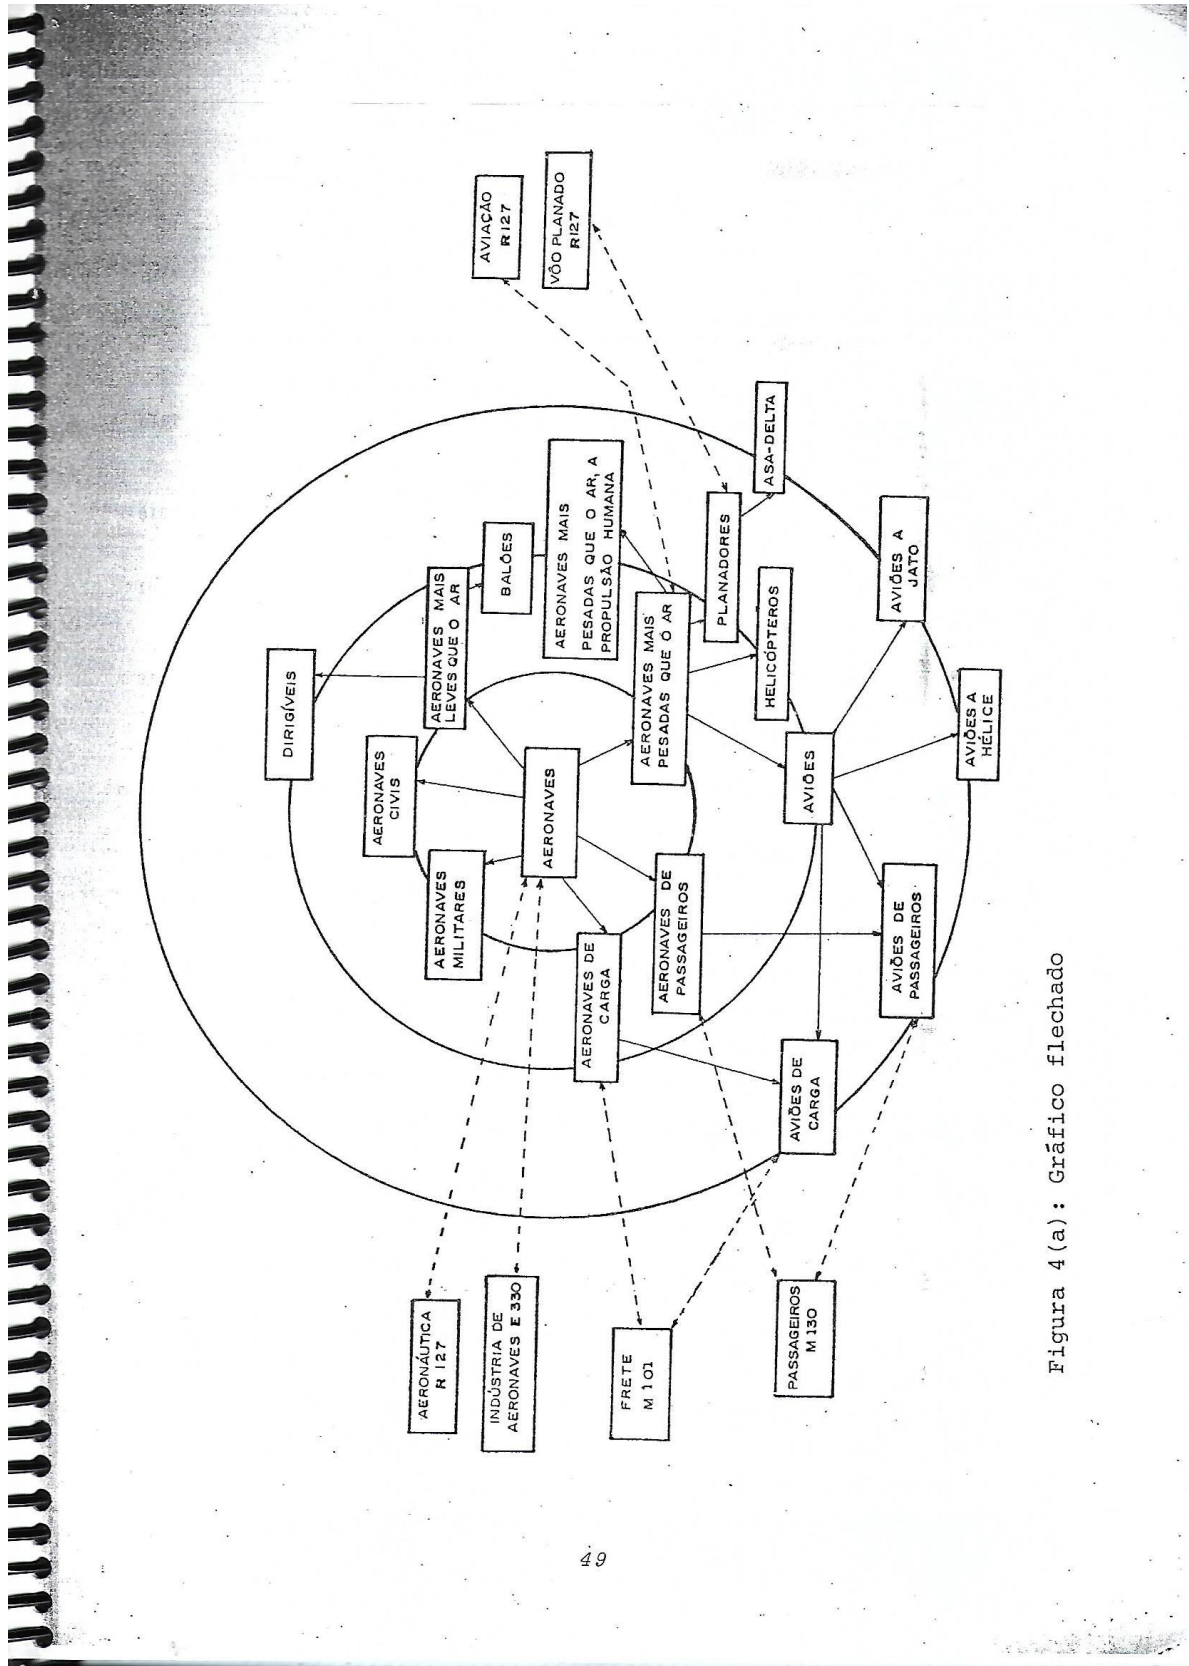 DIRIGÍVEIS
AERONAVES
CIVIS
AERONAVES MAIS
LEVES QUE O AR
AERONAVES
MILITARES
BALÕES
AVIAÇÃO
R127
VÔO PLANADO
R127
AERONÁUTICA
R 127
INDÚSTRIA DE
AERONAVES E 330
AERONAVES
AERONAVES MAIS
PESADAS QUE O AR, A
PROPULSÃO HUMANA
AERONAVES DE
CARGA
FRETE
M 101
AERONAVES MAIS
PESADAS QUE O AR
AERONAVES DE
PASSAGEIROS
PLANADORES
ASA-DELTA
HELICÓPTEROS
PASSAGEIROS
M 130
AVIÕES DE
CARGA
AVIÕES
AVIÕES DE
PASSAGEIROS
AVIÕES A
JATO
AVIÕES A
HÉLICE
Figura 4(a): Gráfico flechado
49